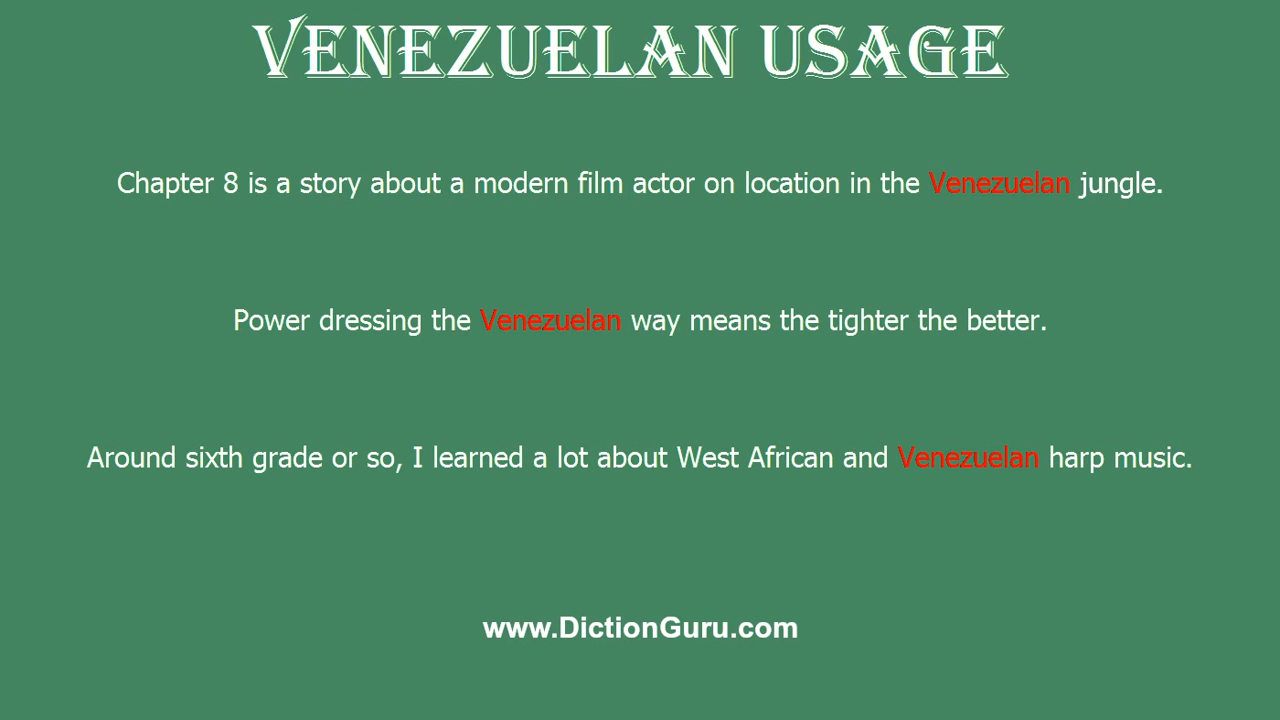 VENEZUELAN USAGE
Chapter 8 is a story about a modern film actor on location in the Venezuelan jungle.
Power dressing the Venezuelan way means the tighter the better.
Around sixth grade or so, I learned a lot about West African and Venezuelan harp music.
www.DictionGuru.com